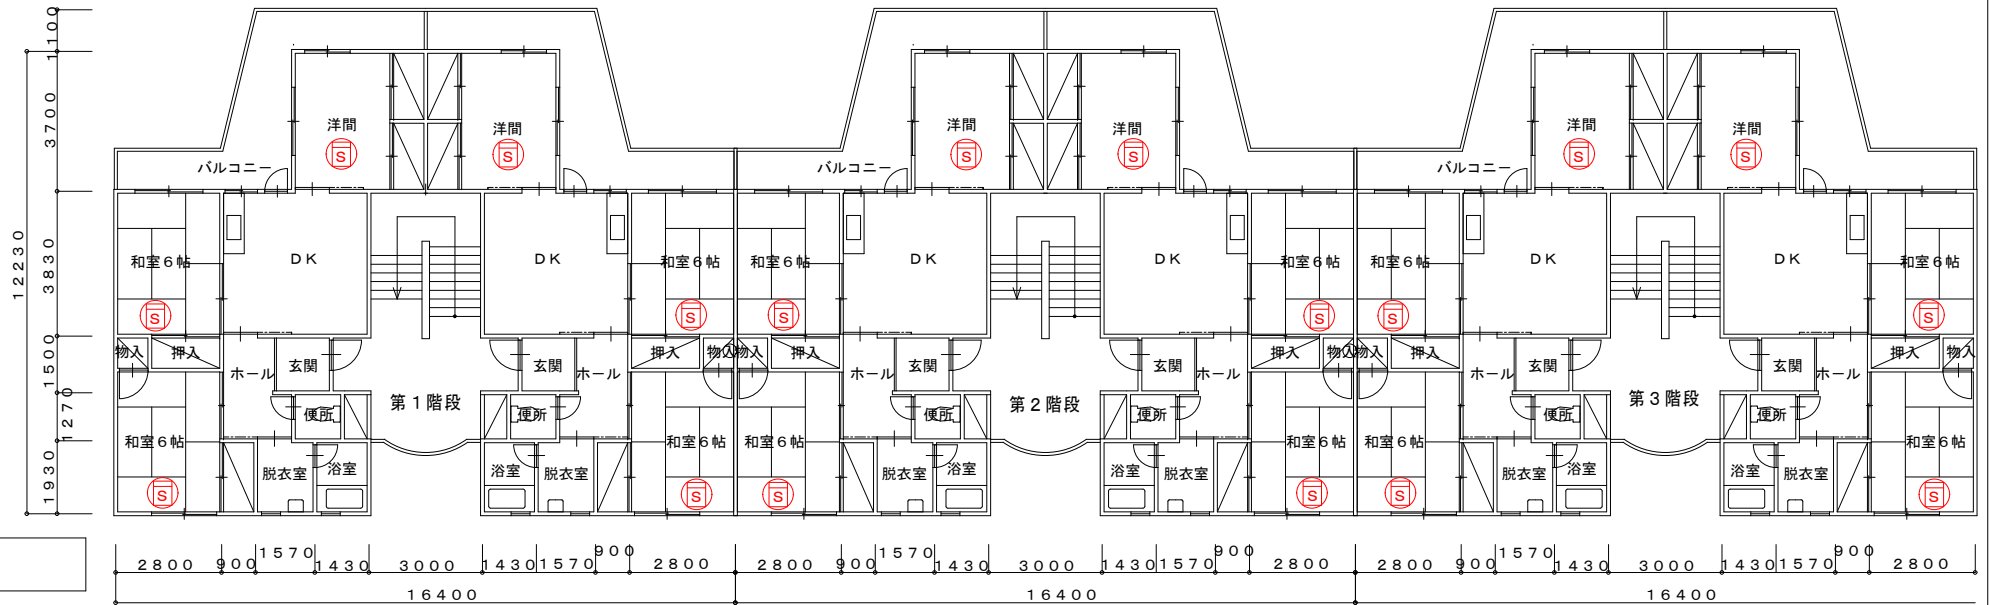 1100
3700
12230
3830
1500
1270
1930
洋間
S
洋間
S
洋間
S
洋間
S
洋間
S
洋間
S
バルコニー
バルコニー
バルコニー
和室6帖
S
DK
DK
和室6帖
S
和室6帖
S
DK
DK
和室6帖
S
和室6帖
S
DK
DK
和室6帖
S
物入
押入
ホール
玄関
玄関
ホール
押入
物入
物入
押入
ホール
玄関
玄関
ホール
押入
物入
物入
押入
ホール
玄関
玄関
ホール
押入
物入
便所
第1階段
便所
便所
第2階段
便所
便所
第3階段
便所
和室6帖
S
脱衣室
浴室
浴室
脱衣室
和室6帖
S
和室6帖
S
脱衣室
浴室
浴室
脱衣室
和室6帖
S
和室6帖
S
脱衣室
浴室
浴室
脱衣室
和室6帖
S
2800
900
1570
1430
3000
1430
1570
900
2800
2800
900
1570
1430
3000
1430
1570
900
2800
2800
900
1570
1430
3000
1430
1570
900
2800
16400
16400
16400